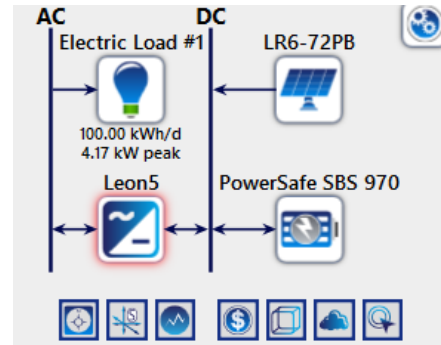 AC DC
Electric Load #1 LR6-72PB
100.00 kWh/d
4.17 kW peak
Leon5 PowerSafe SBS 970